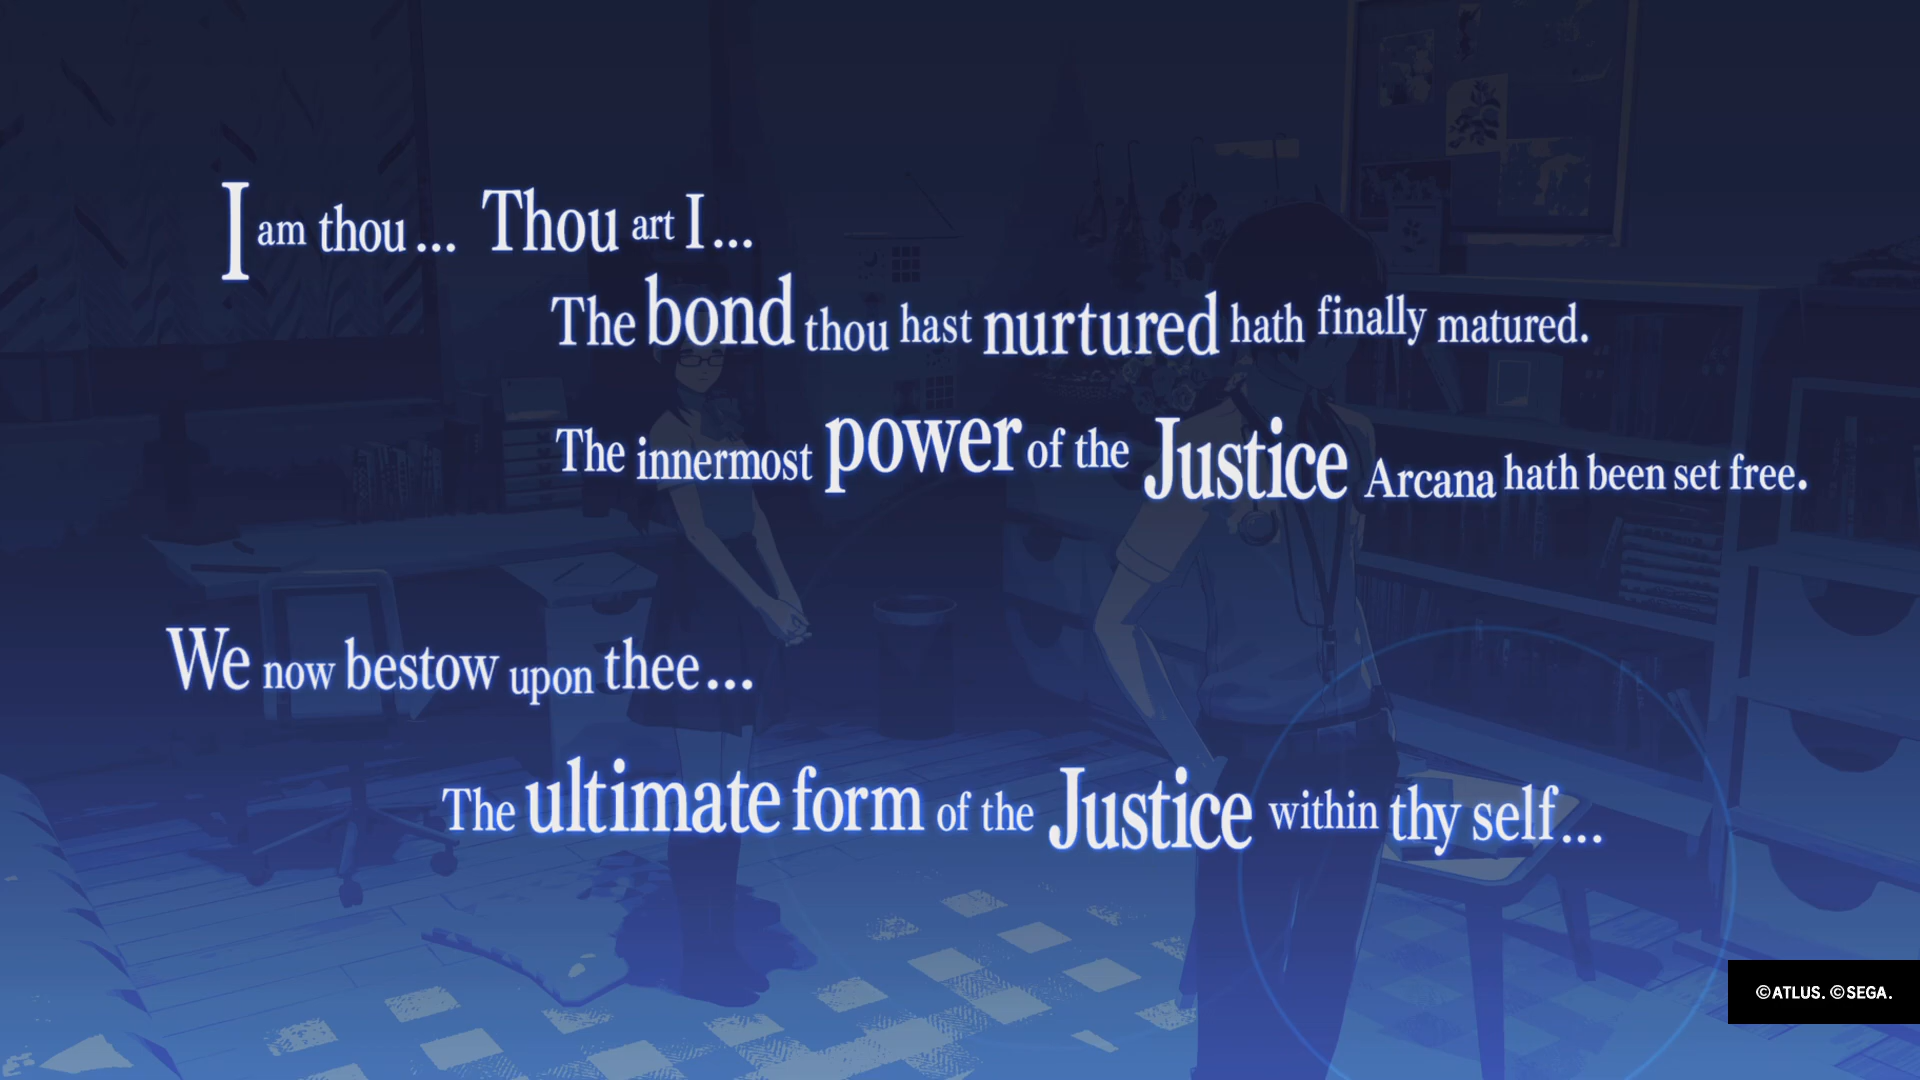 I am thou... Thou art I...
The bond thou hast nurtured hath finally matured.
The innermost power of the Justice Arcana hath been set free.
We now bestow upon thee...
The ultimate form of the Justice within thy self...
©ATLUS. ©SEGA.